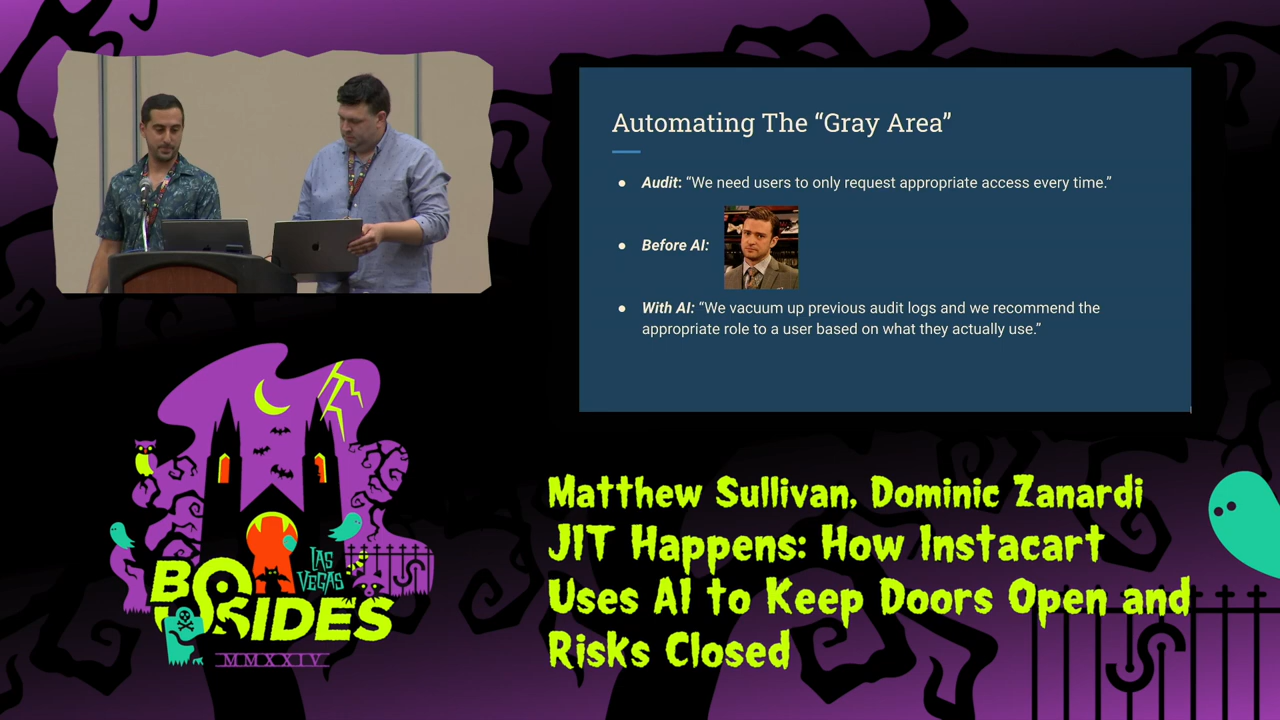 Automating The “Gray Area”
● Audit: “We need users to only request appropriate access every time.”
● Before AI:
● With AI: “We vacuum up previous audit logs and we recommend the
appropriate role to a user based on what they actually use.”
LAS
VEGAS
BSIDES
MMXXIV
Matthew Sullivan, Dominic Zanardi
JIT Happens: How Instacart
Uses AI to Keep Doors Open and
Risks Closed